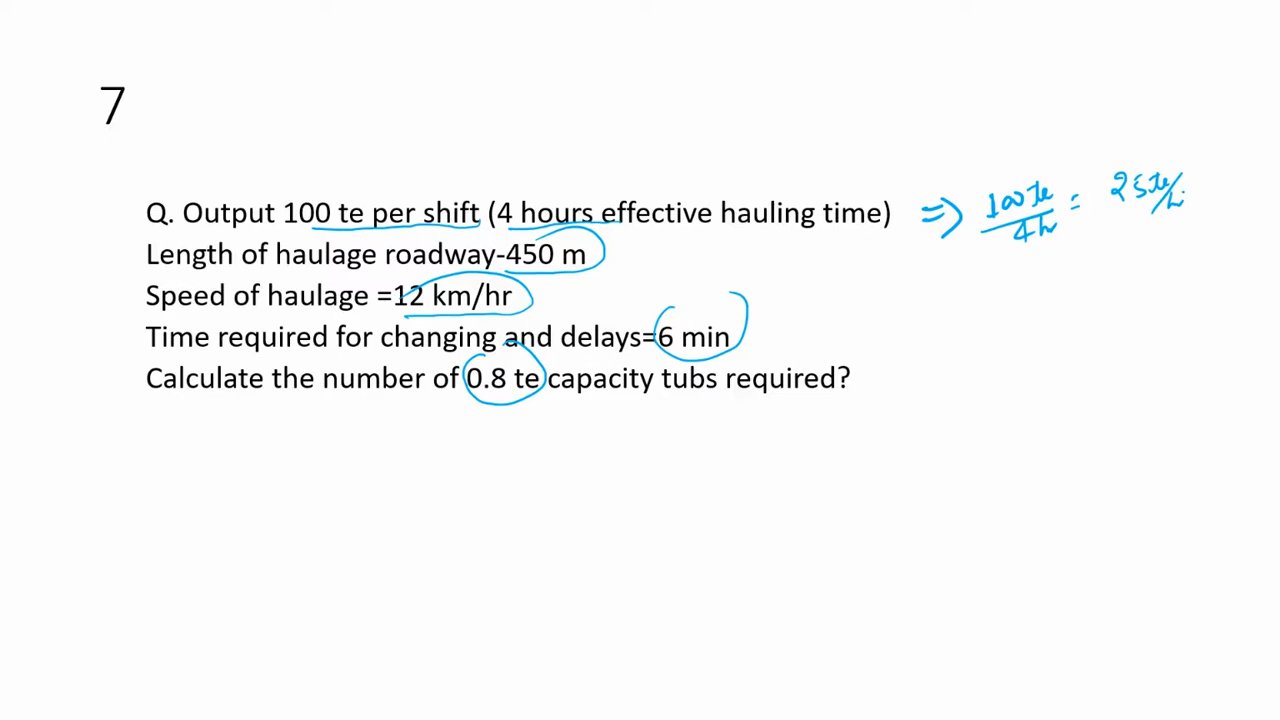 7
Q. Output 100 te per shift (4 hours effective hauling time) => 100 te / 4h = 25 te/h
Length of haulage roadway-450 m
Speed of haulage =12 km/hr
Time required for changing and delays=6 min
Calculate the number of 0.8 te capacity tubs required?